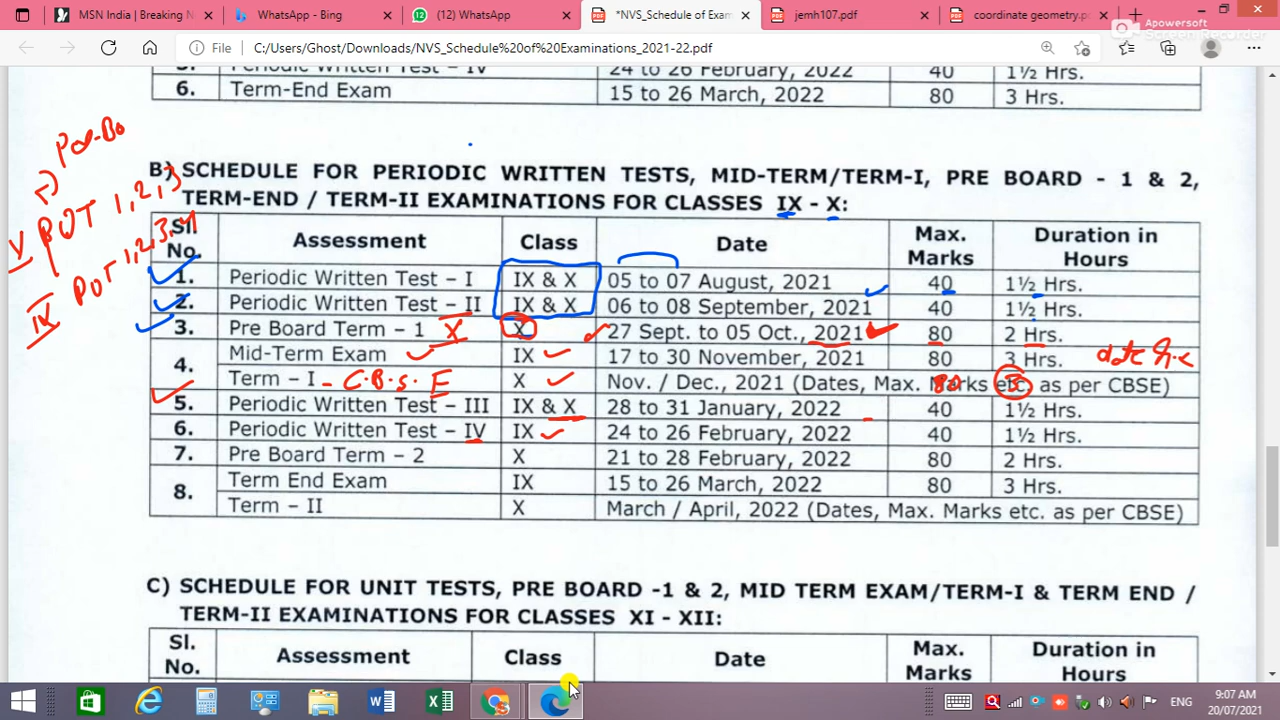 MSN India | Breaking N
WhatsApp - Bing
(12) WhatsApp
*NVS_Schedule of Exam
jemh107.pdf
coordinate geometry.p
Apowersoft
Screen Recorder
File
C:/Users/Ghost/Downloads/NVS_Schedule%20of%20Examinations_2021-22.pdf
5. Periodic Written Test – IV 24 to 26 February, 2022 40 1½ Hrs.
6. Term-End Exam 15 to 26 March, 2022 80 3 Hrs.
B) SCHEDULE FOR PERIODIC WRITTEN TESTS, MID-TERM/TERM-I, PRE BOARD - 1 & 2,
TERM-END / TERM-II EXAMINATIONS FOR CLASSES IX - X:
Sl. No. Assessment Class Date Max. Marks Duration in Hours
1. Periodic Written Test – I IX & X 05 to 07 August, 2021 40 1½ Hrs.
2. Periodic Written Test – II IX & X 06 to 08 September, 2021 40 1½ Hrs.
3. Pre Board Term – 1 X X 27 Sept. to 05 Oct., 2021 80 2 Hrs.
4. Mid-Term Exam IX 17 to 30 November, 2021 80 3 Hrs.
Term – I - C.B.S.E X Nov. / Dec., 2021 (Dates, Max. Marks etc. as per CBSE)
5. Periodic Written Test – III IX & X 28 to 31 January, 2022 40 1½ Hrs.
6. Periodic Written Test – IV IX 24 to 26 February, 2022 40 1½ Hrs.
7. Pre Board Term – 2 X 21 to 28 February, 2022 80 2 Hrs.
8. Term End Exam IX 15 to 26 March, 2022 80 3 Hrs.
Term – II X March / April, 2022 (Dates, Max. Marks etc. as per CBSE)
C) SCHEDULE FOR UNIT TESTS, PRE BOARD -1 & 2, MID TERM EXAM/TERM-I & TERM END /
TERM-II EXAMINATIONS FOR CLASSES XI - XII:
Sl. No. Assessment Class Date Max. Marks Duration in Hours
ENG
9:07 AM
20/07/2021